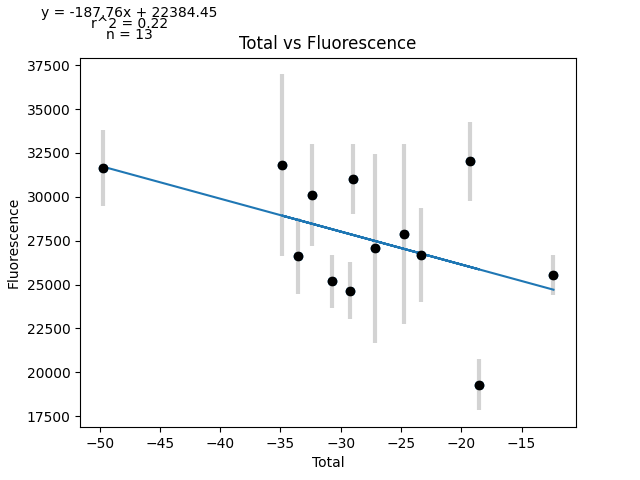 y = -187.76x + 22384.45
r^2 = 0.22
n = 13
Total vs Fluorescence
37500
35000
32500
30000
27500
25000
22500
20000
17500
Fluorescence
−50
−45
−40
−35
−30
−25
−20
−15
Total